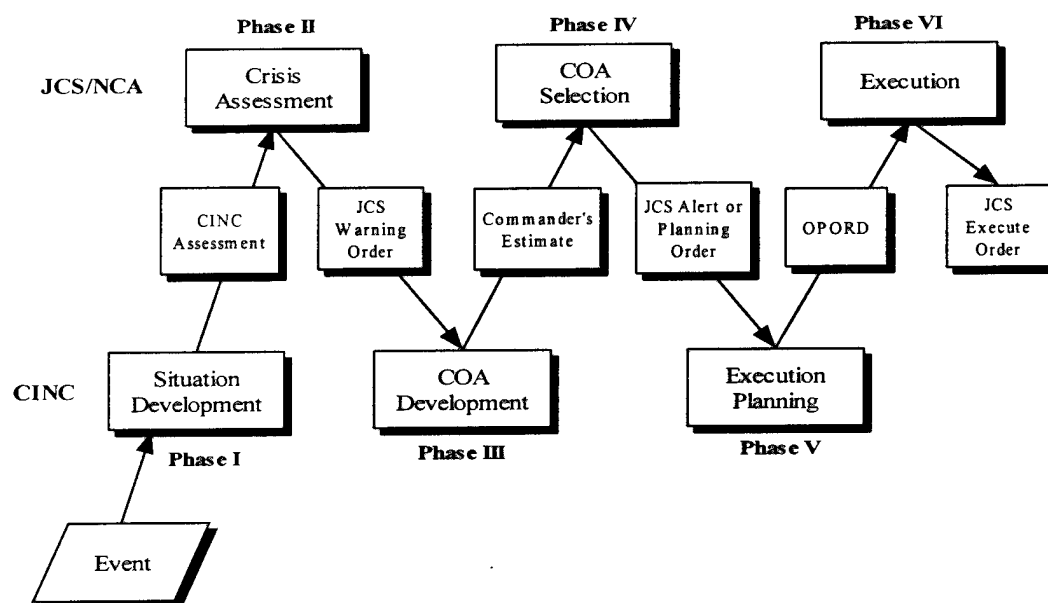 Phase II
Phase IV
Phase VI
JCS/NCA
Crisis
Assessment
COA
Selection
Execution
CINC
Assessment
JCS
Warning
Order
Commander's
Estimate
JCS Alert or
Planning
Order
OPORD
JCS
Execute
Order
CINC
Situation
Development
COA
Development
Execution
Planning
Phase I
Phase III
Phase V
Event